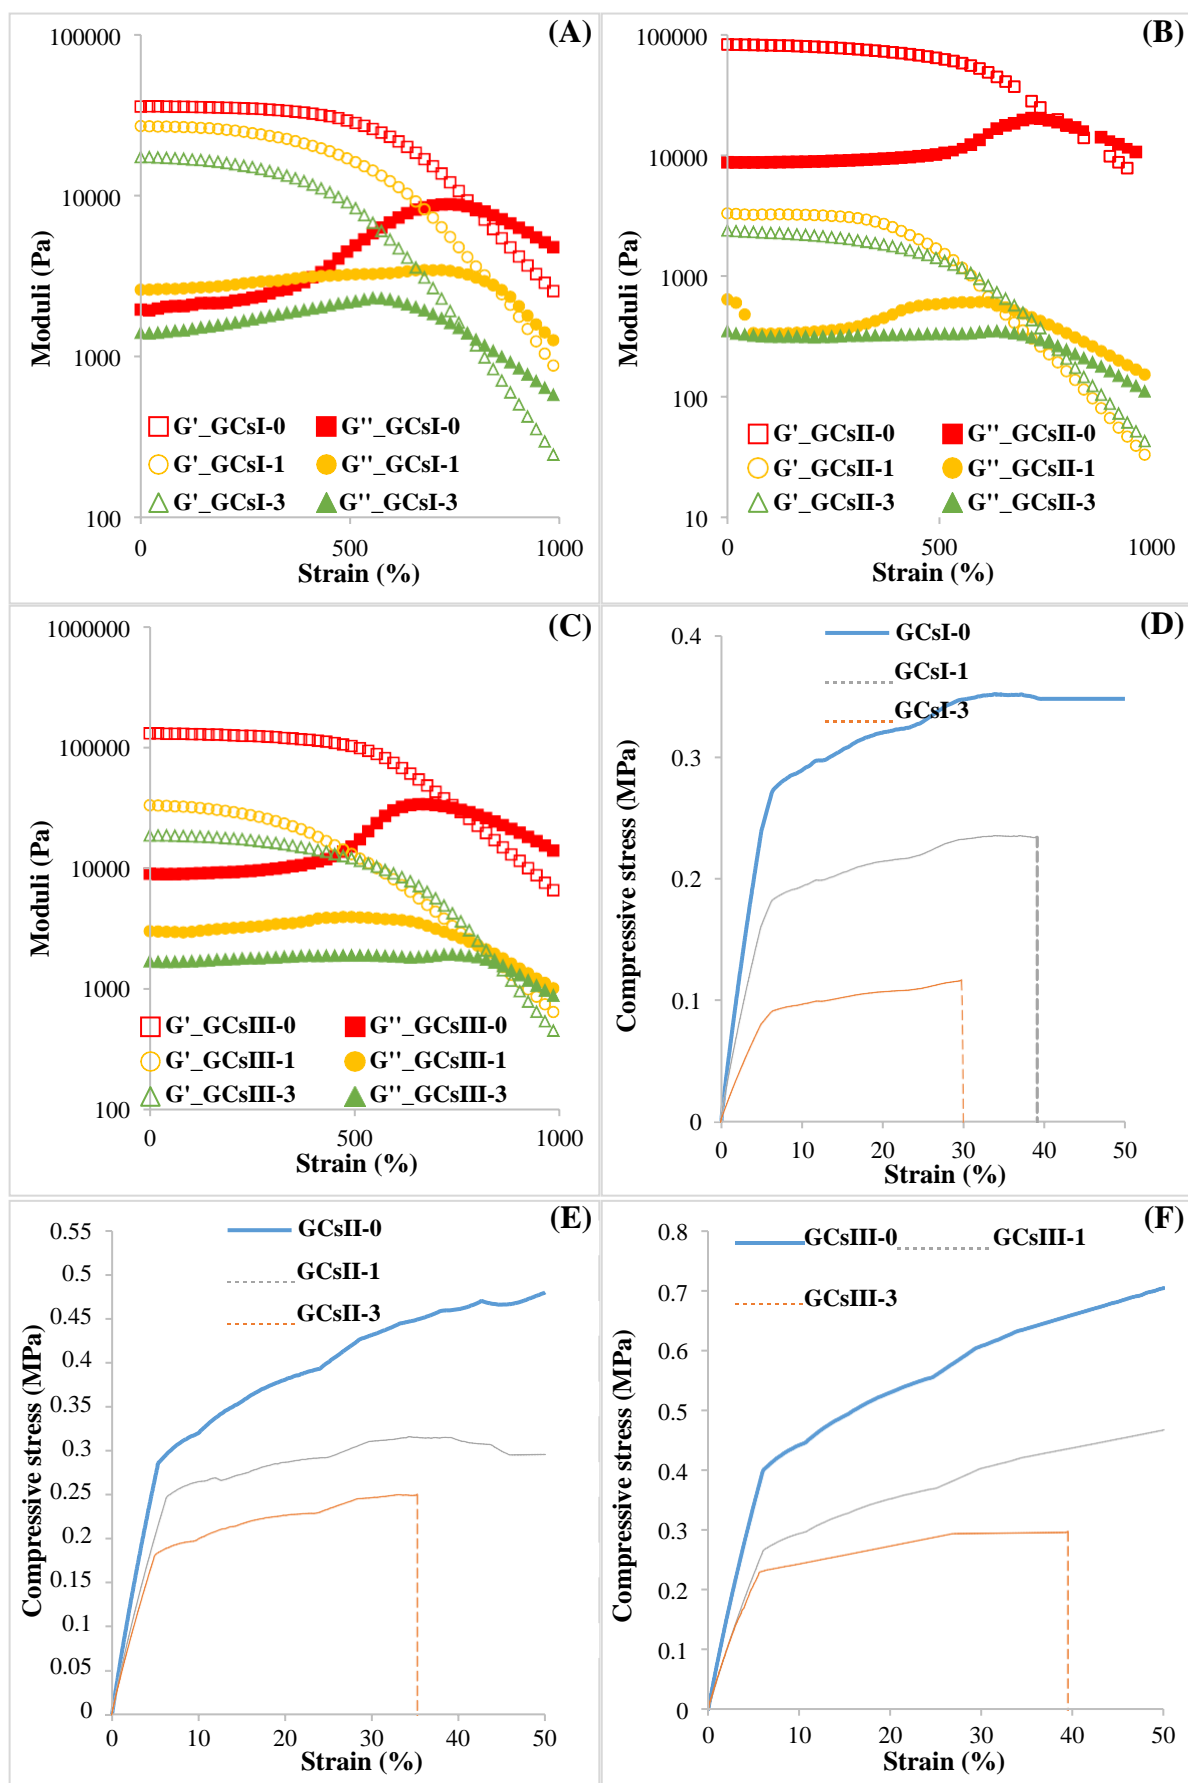 (A)
100000
10000
1000
100
Moduli (Pa)
G'_GCsI-0 G''_GCsI-0
G'_GCsI-1 G''_GCsI-1
G'_GCsI-3 G''_GCsI-3
0 500 1000
Strain (%)
(B)
100000
10000
1000
100
10
Moduli (Pa)
G'_GCsII-0 G''_GCsII-0
G'_GCsII-1 G''_GCsII-1
G'_GCsII-3 G''_GCsII-3
0 500 1000
Strain (%)
(C)
1000000
100000
10000
1000
100
Moduli (Pa)
G'_GCsIII-0 G''_GCsIII-0
G'_GCsIII-1 G''_GCsIII-1
G'_GCsIII-3 G''_GCsIII-3
0 500 1000
Strain (%)
(D)
GCsI-0
GCsI-1
GCsI-3
0.4
0.3
0.2
0.1
0
Compressive stress (MPa)
0 10 20 30 40 50
Strain (%)
(E)
GCsII-0
GCsII-1
GCsII-3
0.55
0.5
0.45
0.4
0.35
0.3
0.25
0.2
0.15
0.1
0.05
0
Compressive stress (MPa)
0 10 20 30 40 50
Strain (%)
(F)
GCsIII-0 GCsIII-1
GCsIII-3
0.8
0.7
0.6
0.5
0.4
0.3
0.2
0.1
0
Compressive stress (MPa)
0 10 20 30 40 50
Strain (%)